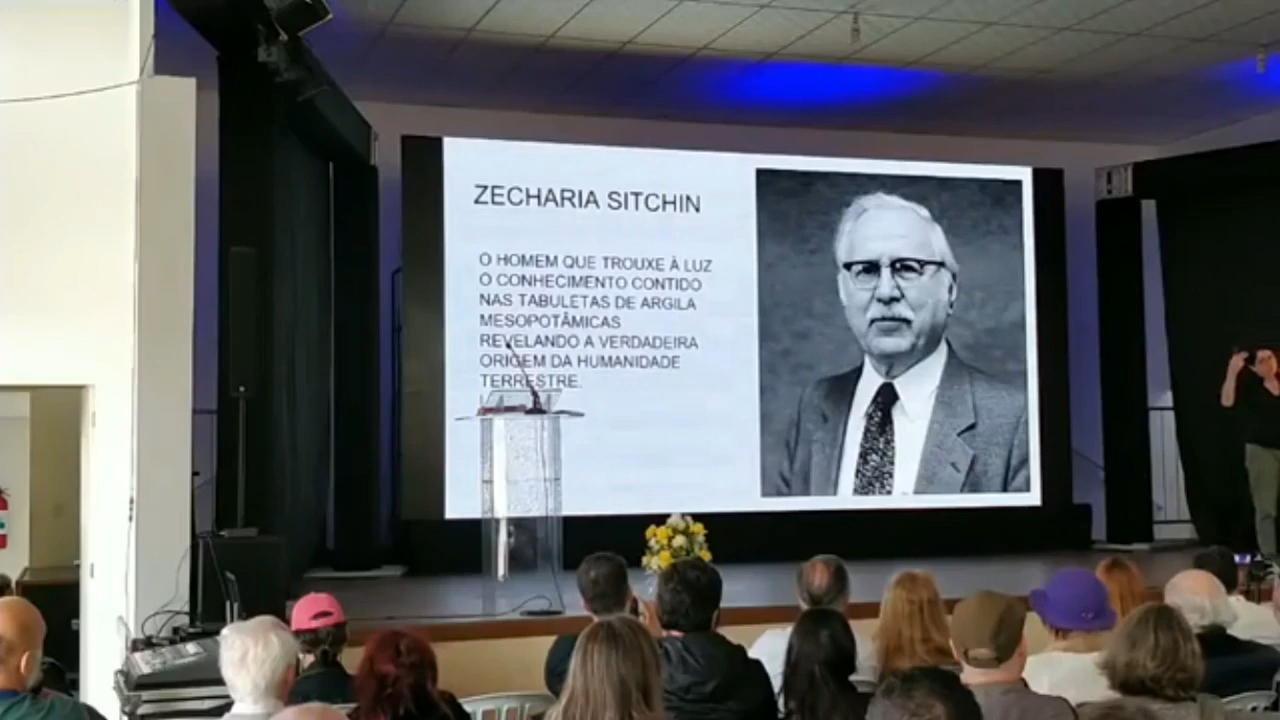 ZECHARIA SITCHIN
O HOMEM QUE TROUXE À LUZ
O CONHECIMENTO CONTIDO
NAS TABULETAS DE ARGILA
MESOPOTÂMICAS
REVELANDO A VERDADEIRA
ORIGEM DA HUMANIDADE
TERRESTRE.